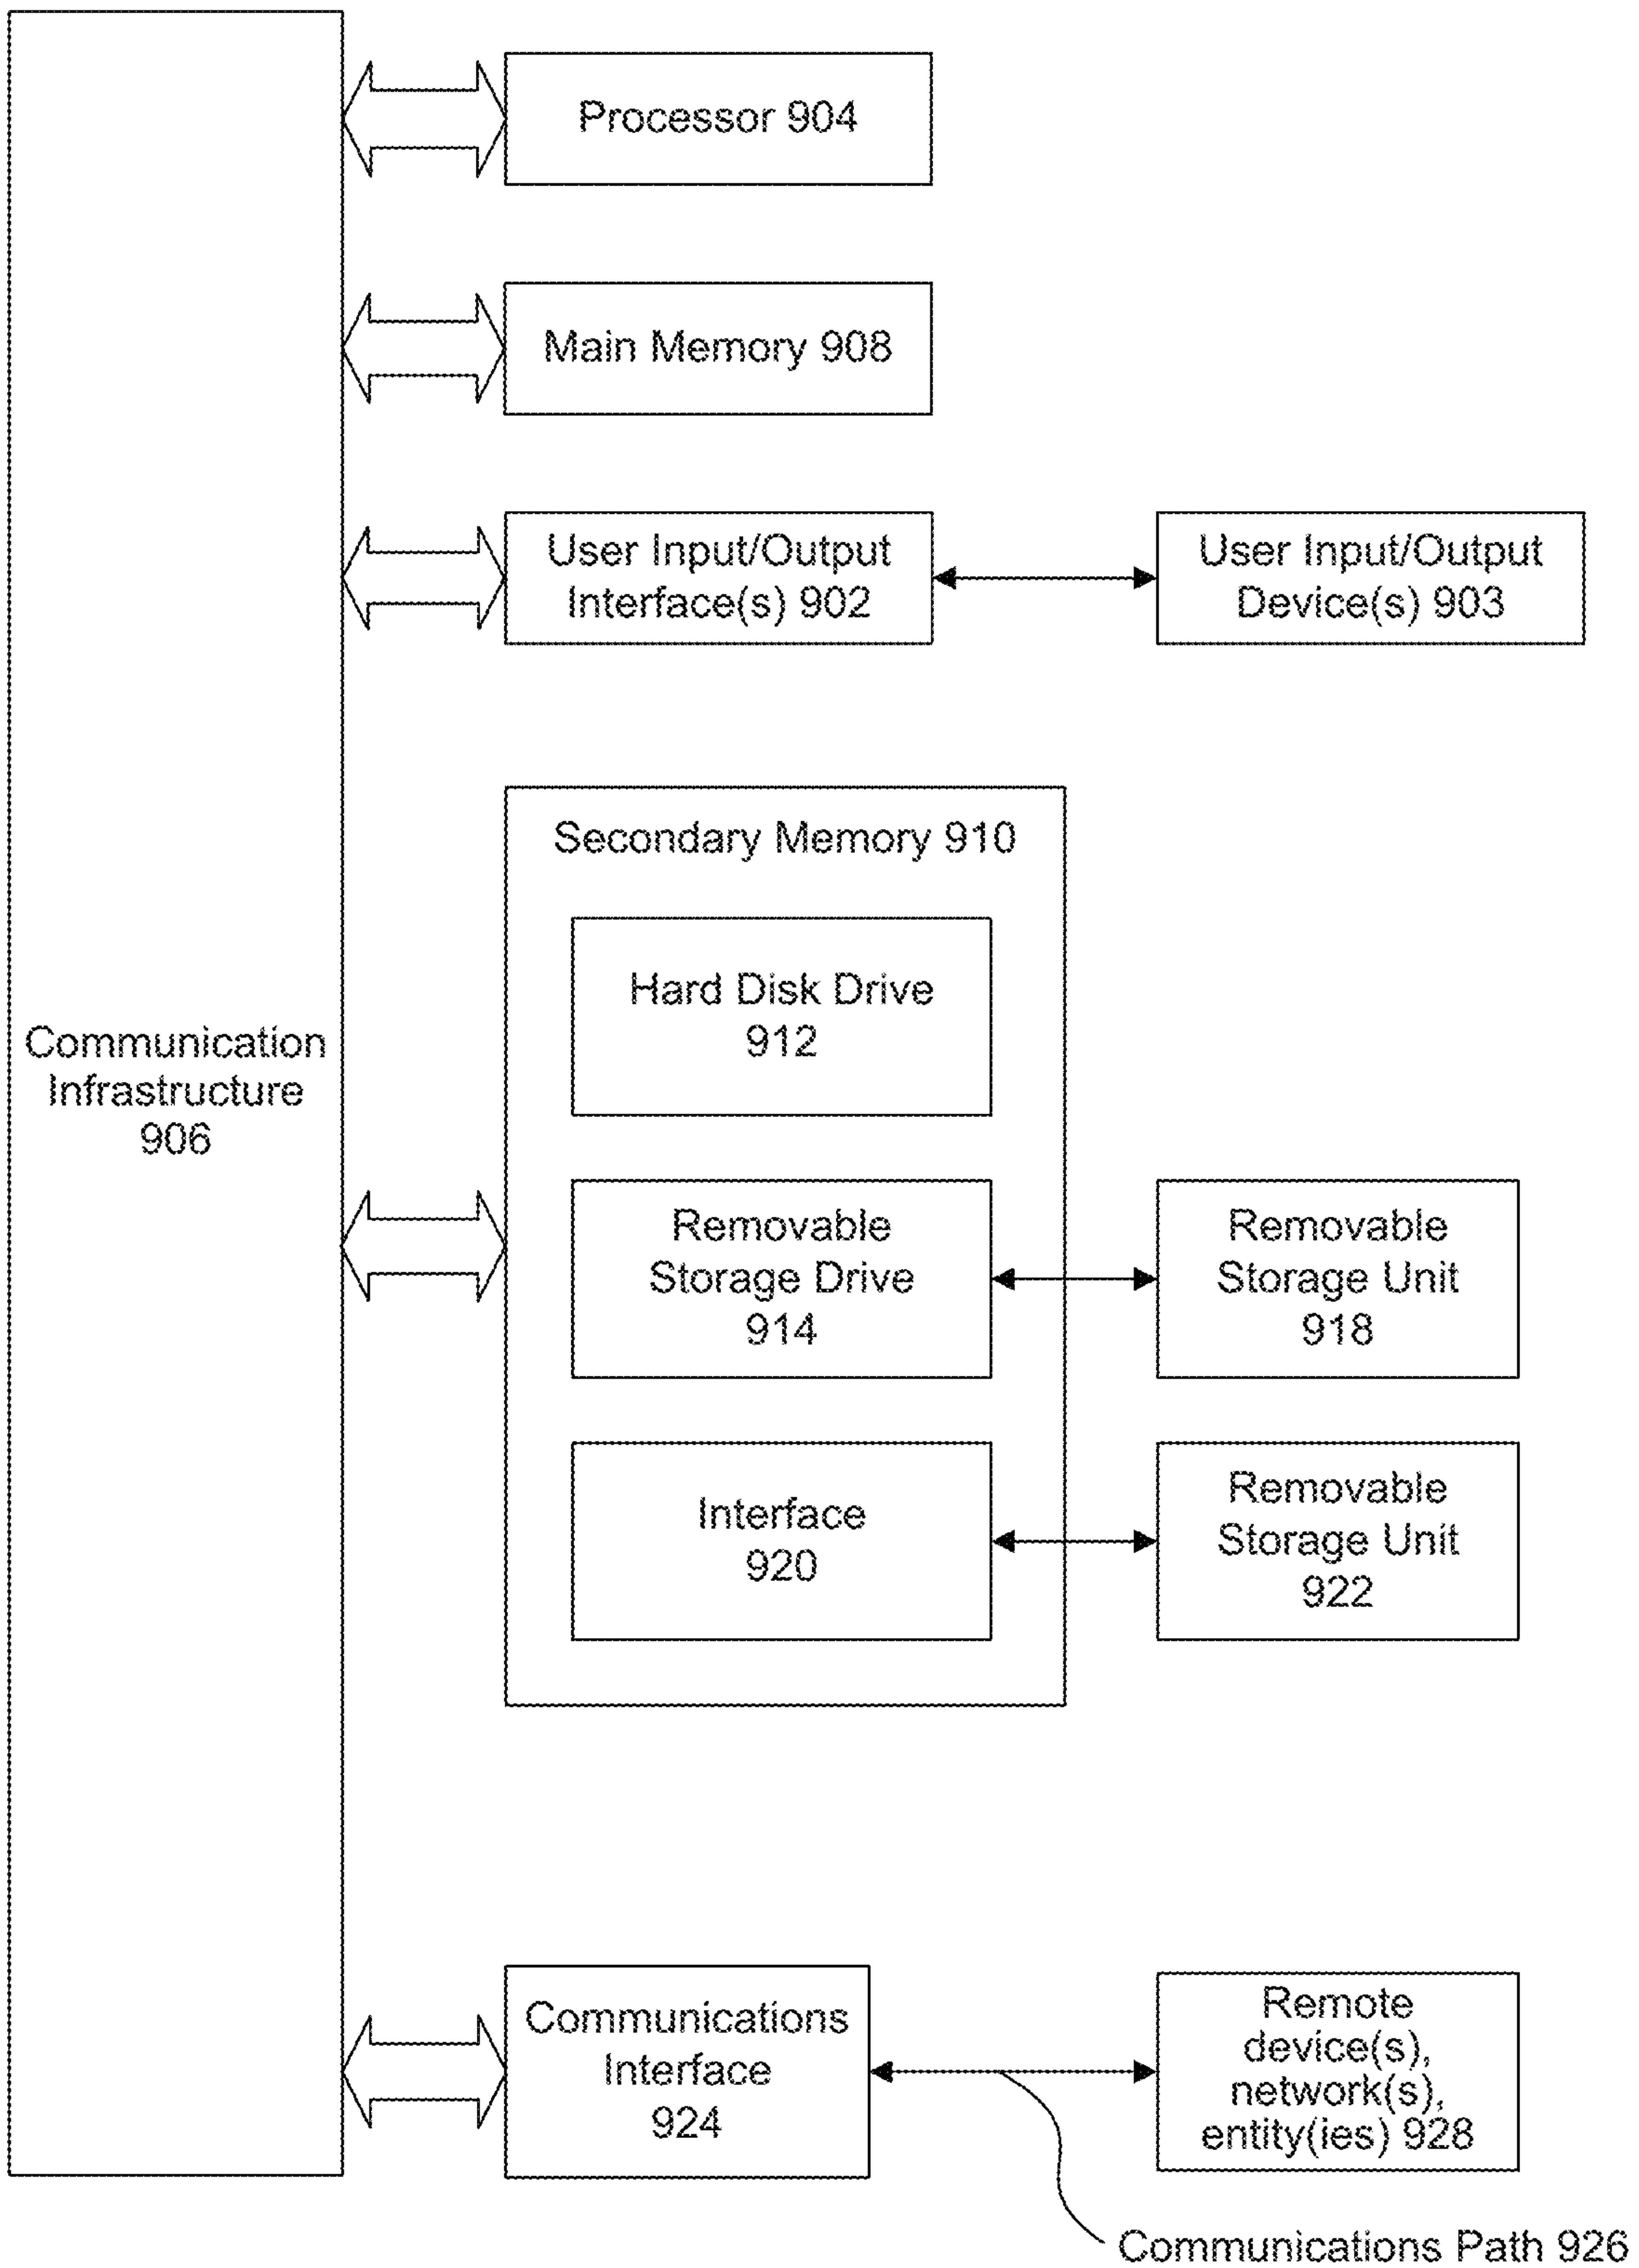 Processor 904
Main Memory 908
User Input/Output
Interface(s) 902
User Input/Output
Device(s) 903
Secondary Memory 910
Hard Disk Drive
912
Communication
Infrastructure
906
Removable
Storage Drive
914
Removable
Storage Unit
918
Interface
920
Removable
Storage Unit
922
Communications
Interface
924
Remote
device(s),
network(s),
entity(ies) 928
Communications Path 926